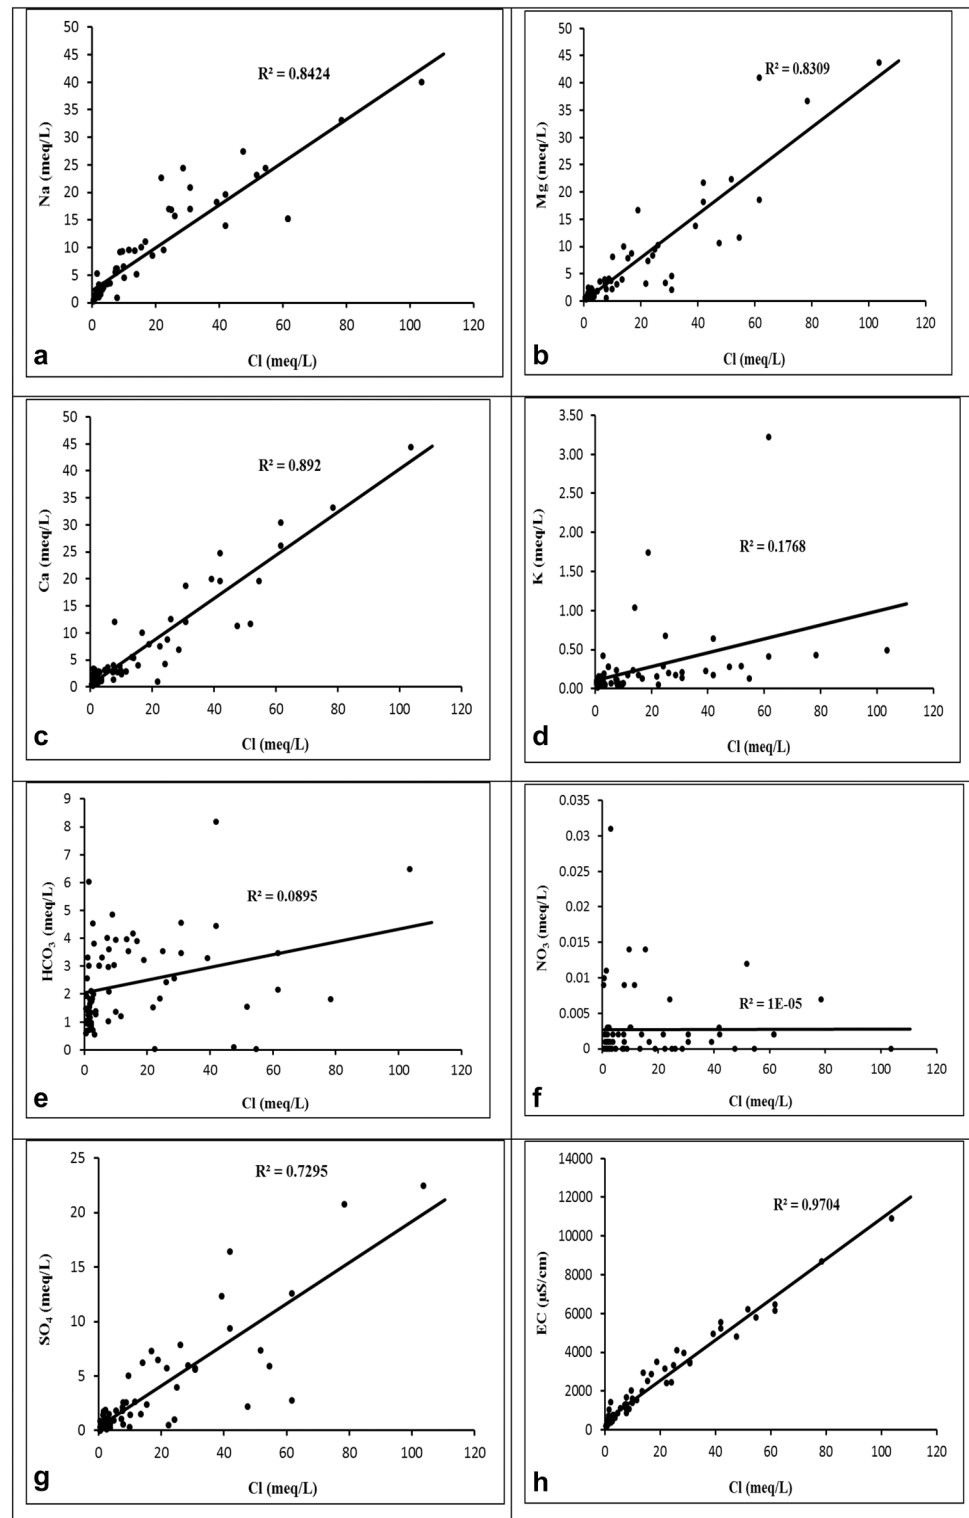 50
45
40
35
30
25
20
15
10
5
0
Na (meq/L)
R² = 0.8424
0 20 40 60 80 100 120
Cl (meq/L)
a
50
45
40
35
30
25
20
15
10
5
0
Mg (meq/L)
R² = 0.8309
0 20 40 60 80 100 120
Cl (meq/L)
b
50
45
40
35
30
25
20
15
10
5
0
Ca (meq/L)
R² = 0.892
0 20 40 60 80 100 120
Cl (meq/L)
c
3.50
3.00
2.50
2.00
1.50
1.00
0.50
0.00
K (meq/L)
R² = 0.1768
0 20 40 60 80 100 120
Cl (meq/L)
d
9
8
7
6
5
4
3
2
1
0
HCO₃ (meq/L)
R² = 0.0895
0 20 40 60 80 100 120
Cl (meq/L)
e
0.035
0.03
0.025
0.02
0.015
0.01
0.005
0
NO₃ (meq/L)
R² = 1E-05
0 20 40 60 80 100 120
Cl (meq/L)
f
25
20
15
10
5
0
SO₄ (meq/L)
R² = 0.7295
0 20 40 60 80 100 120
Cl (meq/L)
g
14000
12000
10000
8000
6000
4000
2000
0
EC (µS/cm)
R² = 0.9704
0 20 40 60 80 100 120
Cl (meq/L)
h